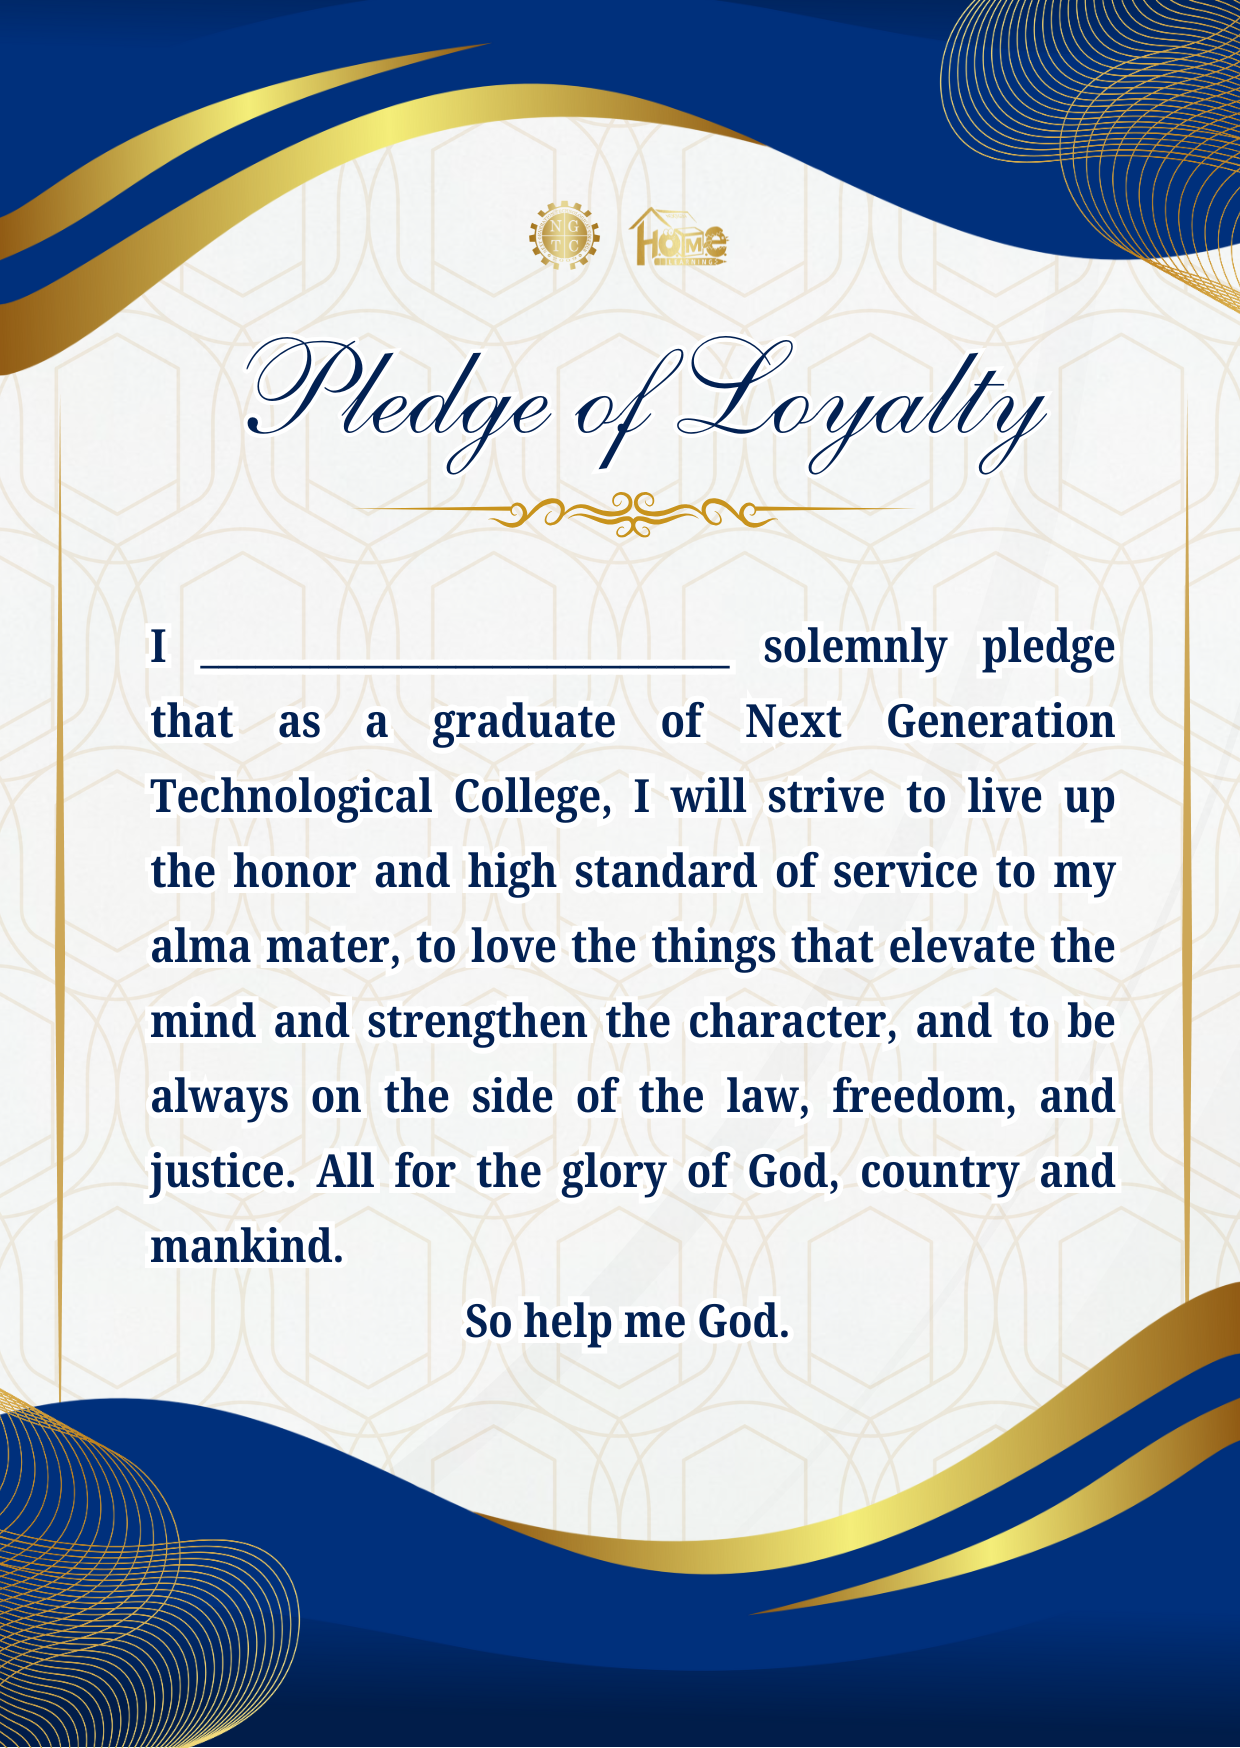 N G
T C
HOME
Pledge of Loyalty
I ______________________ solemnly pledge
that as a graduate of Next Generation
Technological College, I will strive to live up
the honor and high standard of service to my
alma mater, to love the things that elevate the
mind and strengthen the character, and to be
always on the side of the law, freedom, and
justice. All for the glory of God, country and
mankind.
So help me God.